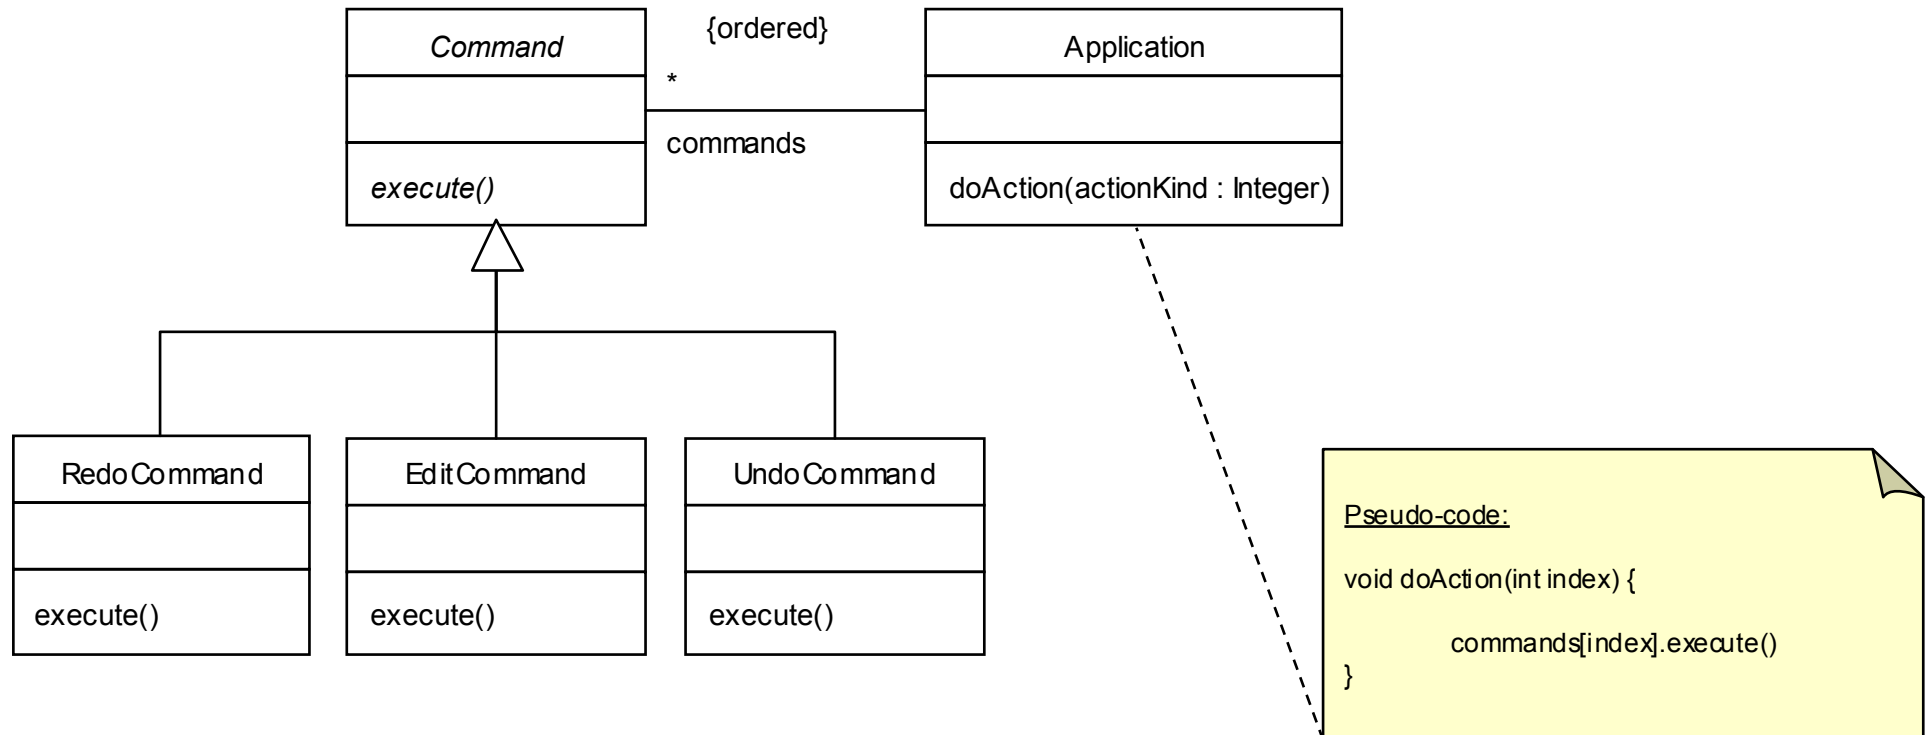 Command
{ordered}
Application
*
commands
execute()
doAction(actionKind : Integer)
RedoCommand
EditCommand
UndoCommand
execute()
execute()
execute()
Pseudo-code:
void doAction(int index) {
commands[index].execute()
}